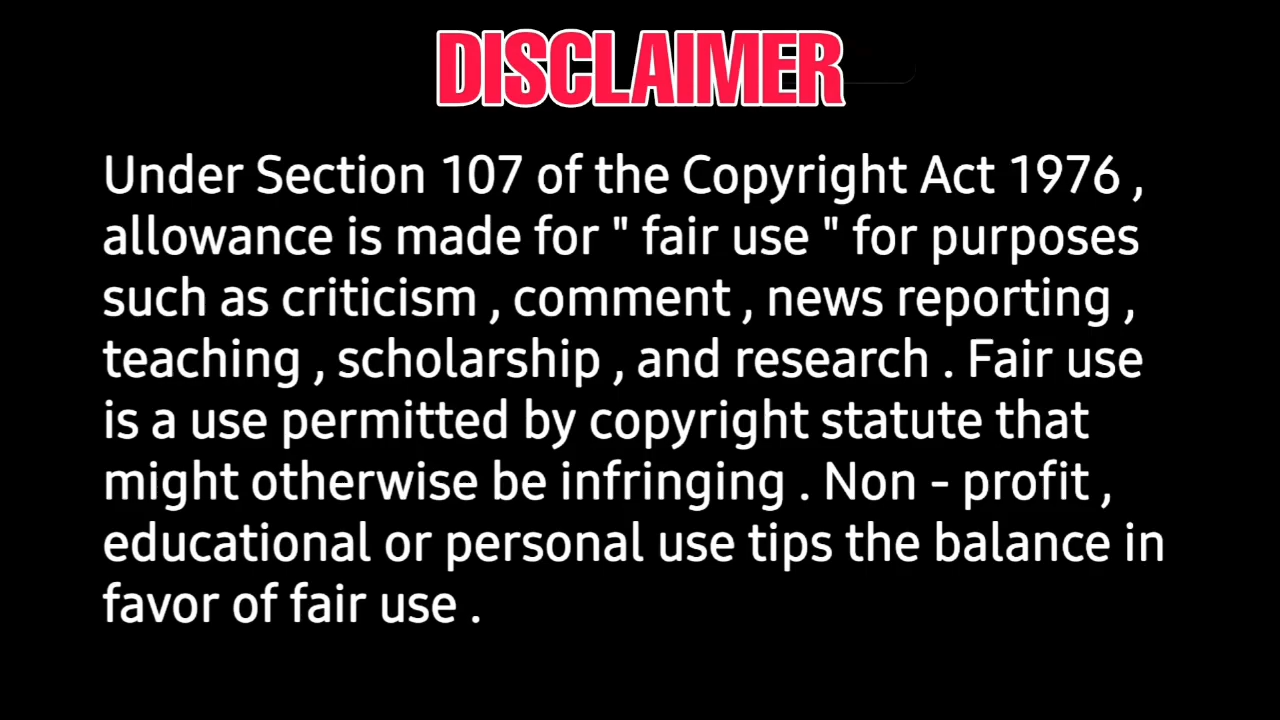 DISCLAIMER
Under Section 107 of the Copyright Act 1976 ,
allowance is made for " fair use " for purposes
such as criticism , comment , news reporting ,
teaching , scholarship , and research . Fair use
is a use permitted by copyright statute that
might otherwise be infringing . Non - profit ,
educational or personal use tips the balance in
favor of fair use .